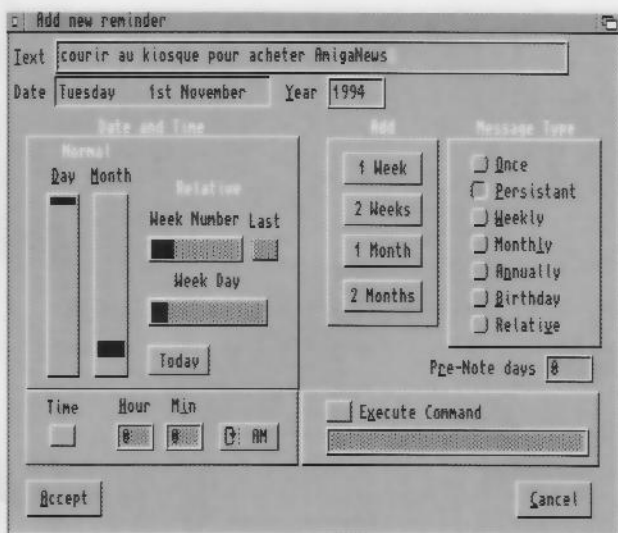 Add new reminder
Text courir au kiosque pour acheter AmigaNews
Date Tuesday 1st November Year 1994
Date and Time
Normal
Day Month
Relative
Week Number Last
Week Day
Today
Add
1 Week
2 Weeks
1 Month
2 Months
Message Type
Once
Persistant
Weekly
Monthly
Annually
Birthday
Relative
Pre-Note days 0
Time Hour Min
0 0 AM
Execute Command
Accept Cancel